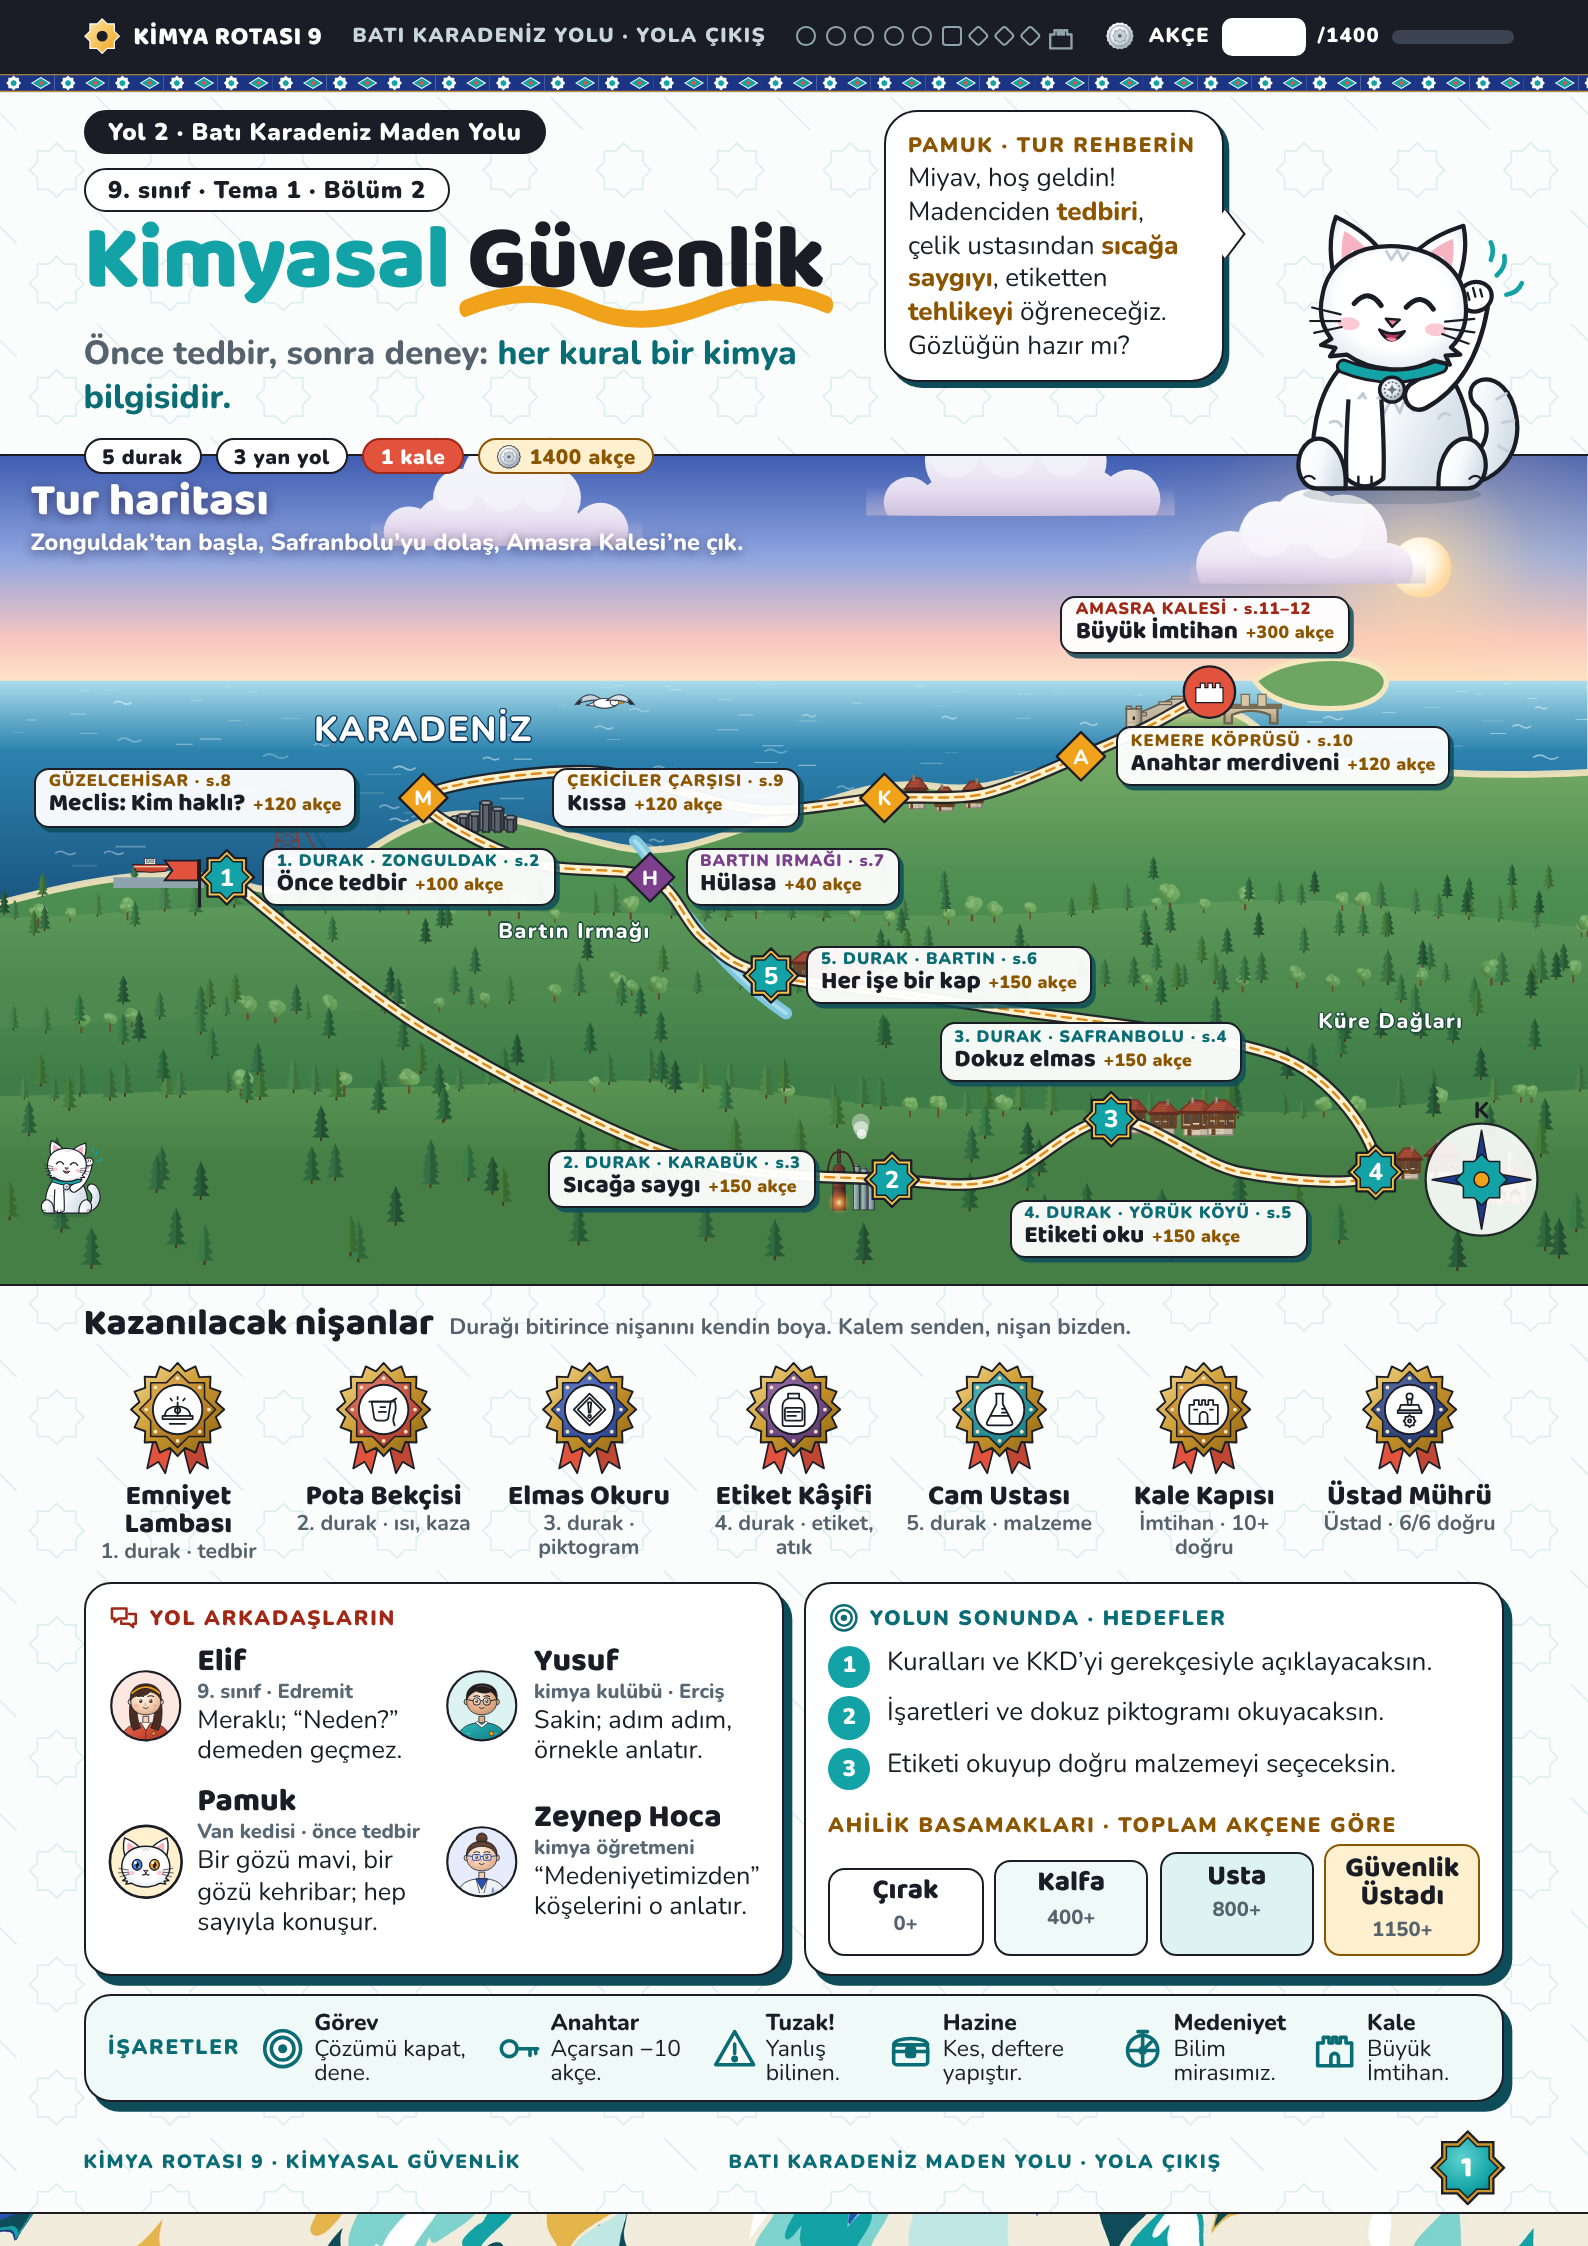 KİMYA ROTASI 9
BATI KARADENİZ YOLU · YOLA ÇIKIŞ
AKÇE
/1400
Yol 2 · Batı Karadeniz Maden Yolu
9. sınıf · Tema 1 · Bölüm 2
Kimyasal Güvenlik
Önce tedbir, sonra deney: her kural bir kimya
bilgisidir.
5 durak
3 yan yol
1 kale
1400 akçe
PAMUK · TUR REHBERİN
Miyav, hoş geldin!
Madenciden tedbiri,
çelik ustasından sıcağa
saygıyı, etiketten
tehlikeyi öğreneceğiz.
Gözlüğün hazır mı?
Tur haritası
Zonguldak’tan başla, Safranbolu’yu dolaş, Amasra Kalesi’ne çık.
AMASRA KALESİ · s.11–12
Büyük İmtihan +300 akçe
KARADENİZ
KEMERE KÖPRÜSÜ · s.10
Anahtar merdiveni +120 akçe
A
GÜZELCEHİSAR · s.8
Meclis: Kim haklı? +120 akçe
M
ÇEKİCİLER ÇARŞISI · s.9
Kıssa +120 akçe
K
1
1. DURAK · ZONGULDAK · s.2
Önce tedbir +100 akçe
H
BARTIN IRMAĞI · s.7
Hülasa +40 akçe
Bartın Irmağı
5
5. DURAK · BARTIN · s.6
Her işe bir kap +150 akçe
Küre Dağları
3. DURAK · SAFRANBOLU · s.4
Dokuz elmas +150 akçe
3
K
2. DURAK · KARABÜK · s.3
Sıcağa saygı +150 akçe
2
4
4. DURAK · YÖRÜK KÖYÜ · s.5
Etiketi oku +150 akçe
Kazanılacak nişanlar
Durağı bitirince nişanını kendin boya. Kalem senden, nişan bizden.
Emniyet
Lambası
1. durak · tedbir
Pota Bekçisi
2. durak · ısı, kaza
Elmas Okuru
3. durak ·
piktogram
Etiket Kâşifi
4. durak · etiket,
atık
Cam Ustası
5. durak · malzeme
Kale Kapısı
İmtihan · 10+
doğru
Üstad Mührü
Üstad · 6/6 doğru
YOL ARKADAŞLARIN
Elif
9. sınıf · Edremit
Meraklı; “Neden?”
demeden geçmez.
Yusuf
kimya kulübü · Erciş
Sakin; adım adım,
örnekle anlatır.
Pamuk
Van kedisi · önce tedbir
Bir gözü mavi, bir
gözü kehribar; hep
sayıyla konuşur.
Zeynep Hoca
kimya öğretmeni
“Medeniyetimizden”
köşelerini o anlatır.
YOLUN SONUNDA · HEDEFLER
1 Kuralları ve KKD’yi gerekçesiyle açıklayacaksın.
2 İşaretleri ve dokuz piktogramı okuyacaksın.
3 Etiketi okuyup doğru malzemeyi seçeceksin.
AHİLİK BASAMAKLARI · TOPLAM AKÇENE GÖRE
Çırak
0+
Kalfa
400+
Usta
800+
Güvenlik
Üstadı
1150+
İŞARETLER
Görev
Çözümü kapat,
dene.
Anahtar
Açarsan −10
akçe.
Tuzak!
Yanlış
bilinen.
Hazine
Kes, deftere
yapıştır.
Medeniyet
Bilim
mirasımız.
Kale
Büyük
İmtihan.
KİMYA ROTASI 9 · KİMYASAL GÜVENLİK
BATI KARADENİZ MADEN YOLU · YOLA ÇIKIŞ
1